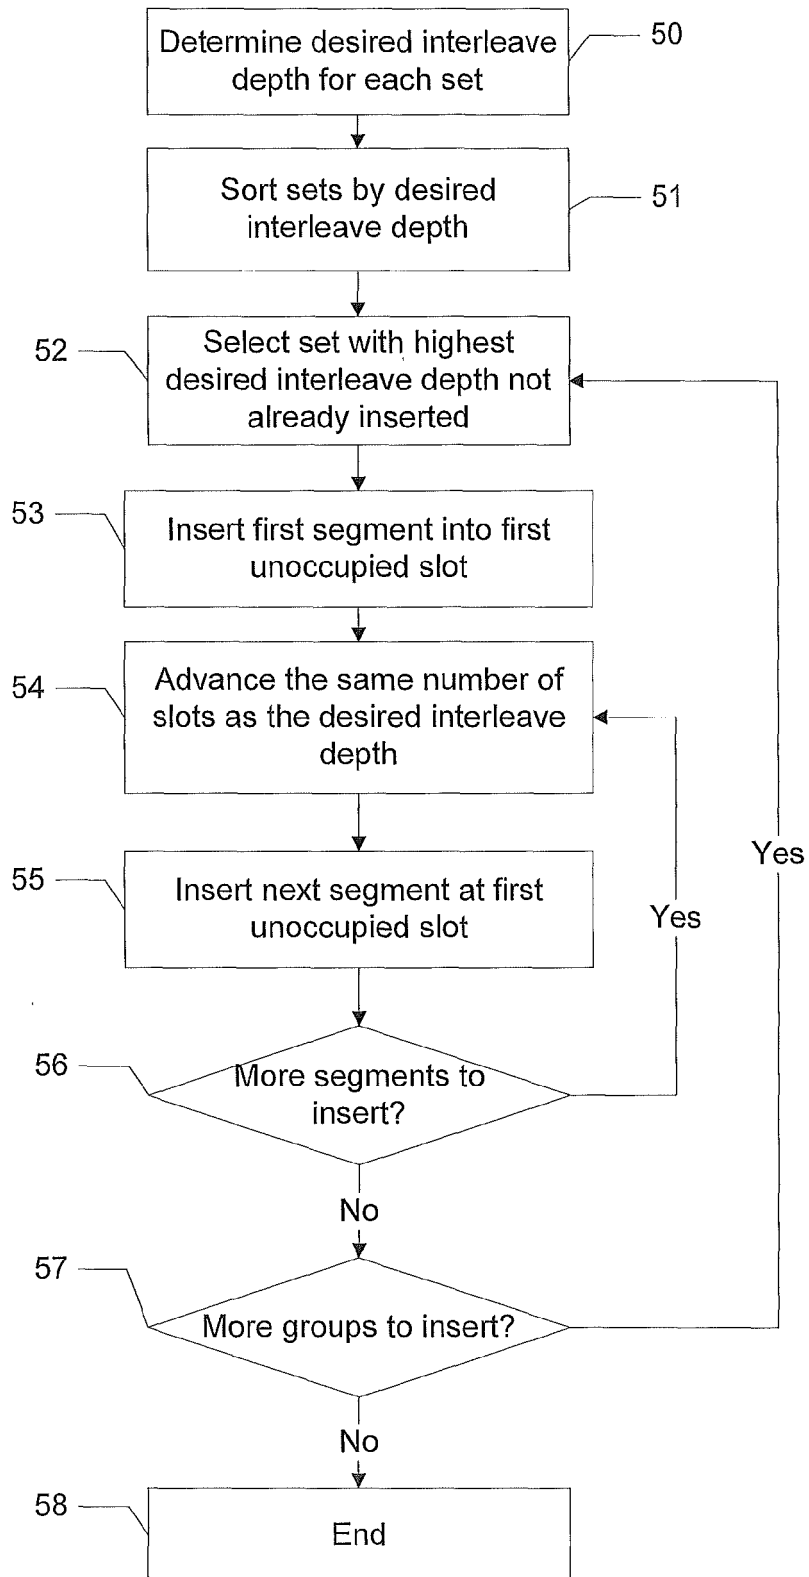 Determine desired interleave
depth for each set
50
Sort sets by desired
interleave depth
51
52
Select set with highest
desired interleave depth not
already inserted
53
Insert first segment into first
unoccupied slot
54
Advance the same number of
slots as the desired interleave
depth
55
Insert next segment at first
unoccupied slot
Yes
Yes
56
More segments to
insert?
No
57
More groups to insert?
No
58
End